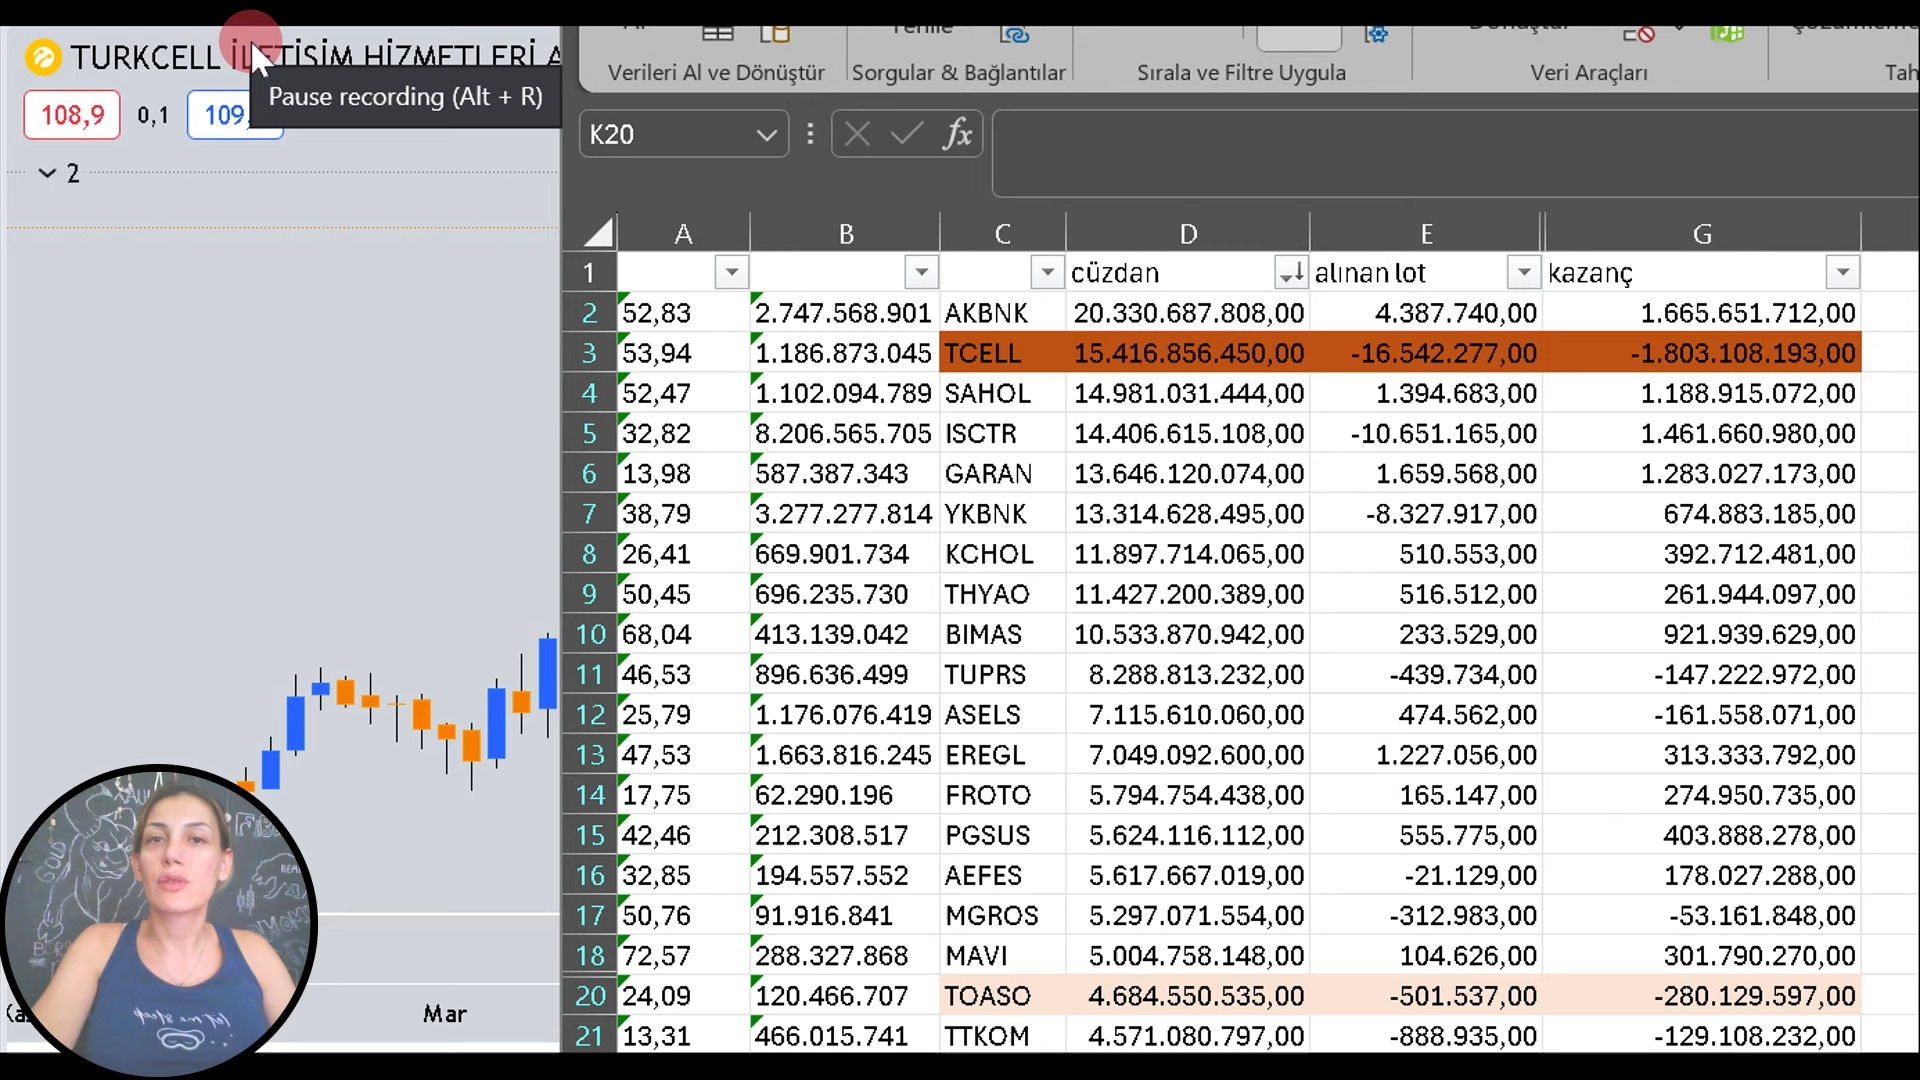 TURKCELL İLETİŞİM HİZMETLERİ A
Pause recording (Alt + R)
108,9 0,1 109,
2
Mar
Yenile
Verileri Al ve Dönüştür Sorgular & Bağlantılar Sırala ve Filtre Uygula Veri Araçları Tah
K20 fx
A B C D E G
1 cüzdan alınan lot kazanç
2 52,83 2.747.568.901 AKBNK 20.330.687.808,00 4.387.740,00 1.665.651.712,00
3 53,94 1.186.873.045 TCELL 15.416.856.450,00 -16.542.277,00 -1.803.108.193,00
4 52,47 1.102.094.789 SAHOL 14.981.031.444,00 1.394.683,00 1.188.915.072,00
5 32,82 8.206.565.705 ISCTR 14.406.615.108,00 -10.651.165,00 1.461.660.980,00
6 13,98 587.387.343 GARAN 13.646.120.074,00 1.659.568,00 1.283.027.173,00
7 38,79 3.277.277.814 YKBNK 13.314.628.495,00 -8.327.917,00 674.883.185,00
8 26,41 669.901.734 KCHOL 11.897.714.065,00 510.553,00 392.712.481,00
9 50,45 696.235.730 THYAO 11.427.200.389,00 516.512,00 261.944.097,00
10 68,04 413.139.042 BIMAS 10.533.870.942,00 233.529,00 921.939.629,00
11 46,53 896.636.499 TUPRS 8.288.813.232,00 -439.734,00 -147.222.972,00
12 25,79 1.176.076.419 ASELS 7.115.610.060,00 474.562,00 -161.558.071,00
13 47,53 1.663.816.245 EREGL 7.049.092.600,00 1.227.056,00 313.333.792,00
14 17,75 62.290.196 FROTO 5.794.754.438,00 165.147,00 274.950.735,00
15 42,46 212.308.517 PGSUS 5.624.116.112,00 555.775,00 403.888.278,00
16 32,85 194.557.552 AEFES 5.617.667.019,00 -21.129,00 178.027.288,00
17 50,76 91.916.841 MGROS 5.297.071.554,00 -312.983,00 -53.161.848,00
18 72,57 288.327.868 MAVI 5.004.758.148,00 104.626,00 301.790.270,00
20 24,09 120.466.707 TOASO 4.684.550.535,00 -501.537,00 -280.129.597,00
21 13,31 466.015.741 TTKOM 4.571.080.797,00 -888.935,00 -129.108.232,00